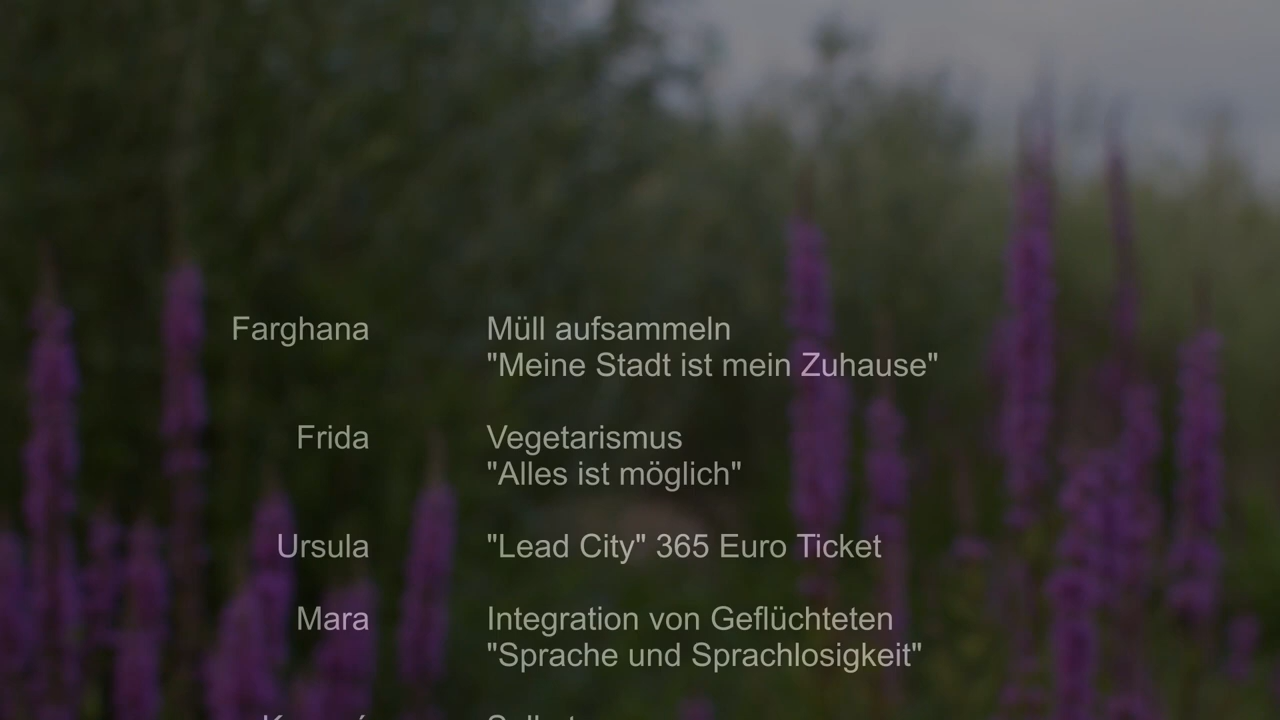 Farghana Müll aufsammeln
"Meine Stadt ist mein Zuhause"
Frida Vegetarismus
"Alles ist möglich"
Ursula "Lead City" 365 Euro Ticket
Mara Integration von Geflüchteten
"Sprache und Sprachlosigkeit"